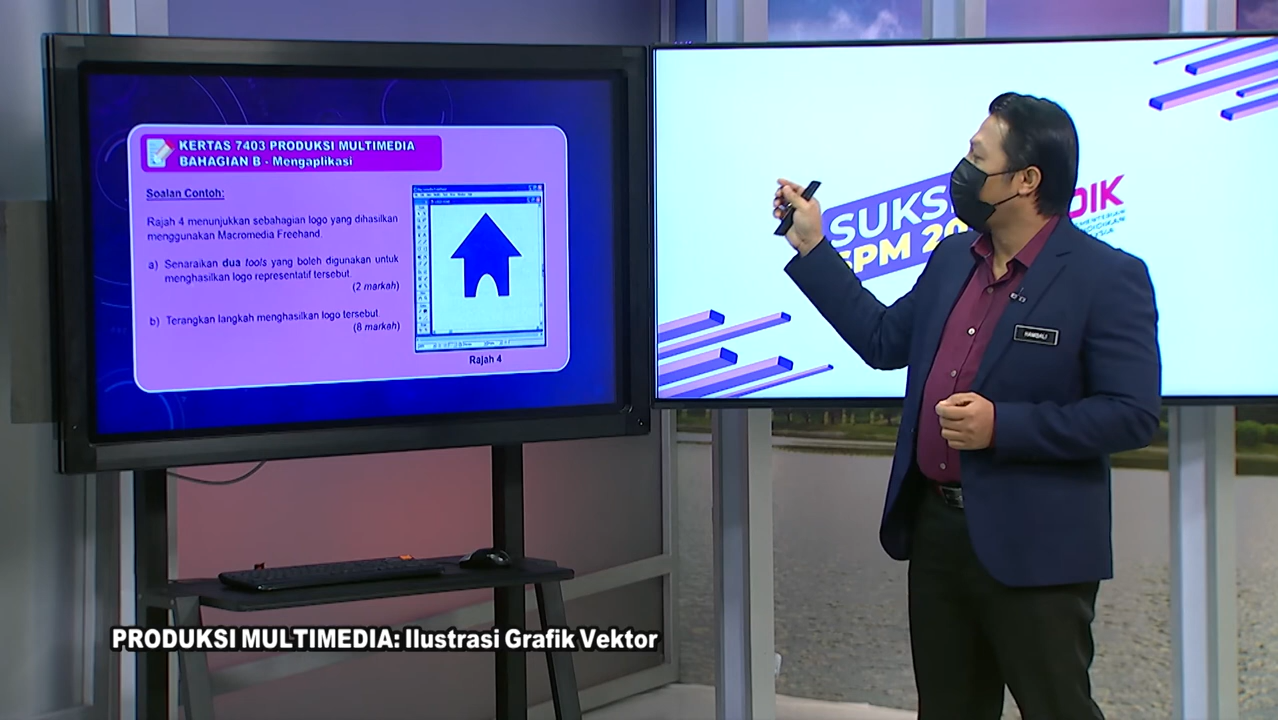 KERTAS 7403 PRODUKSI MULTIMEDIA
BAHAGIAN B - Mengaplikasi
Soalan Contoh:
Rajah 4 menunjukkan sebahagian logo yang dihasilkan
menggunakan Macromedia Freehand.
a) Senaraikan dua tools yang boleh digunakan untuk
menghasilkan logo representatif tersebut.
(2 markah)
b) Terangkan langkah menghasilkan logo tersebut.
(8 markah)
Rajah 4
SUKS
SPM 20
DIK
HAMBALI
PRODUKSI MULTIMEDIA: Ilustrasi Grafik Vektor